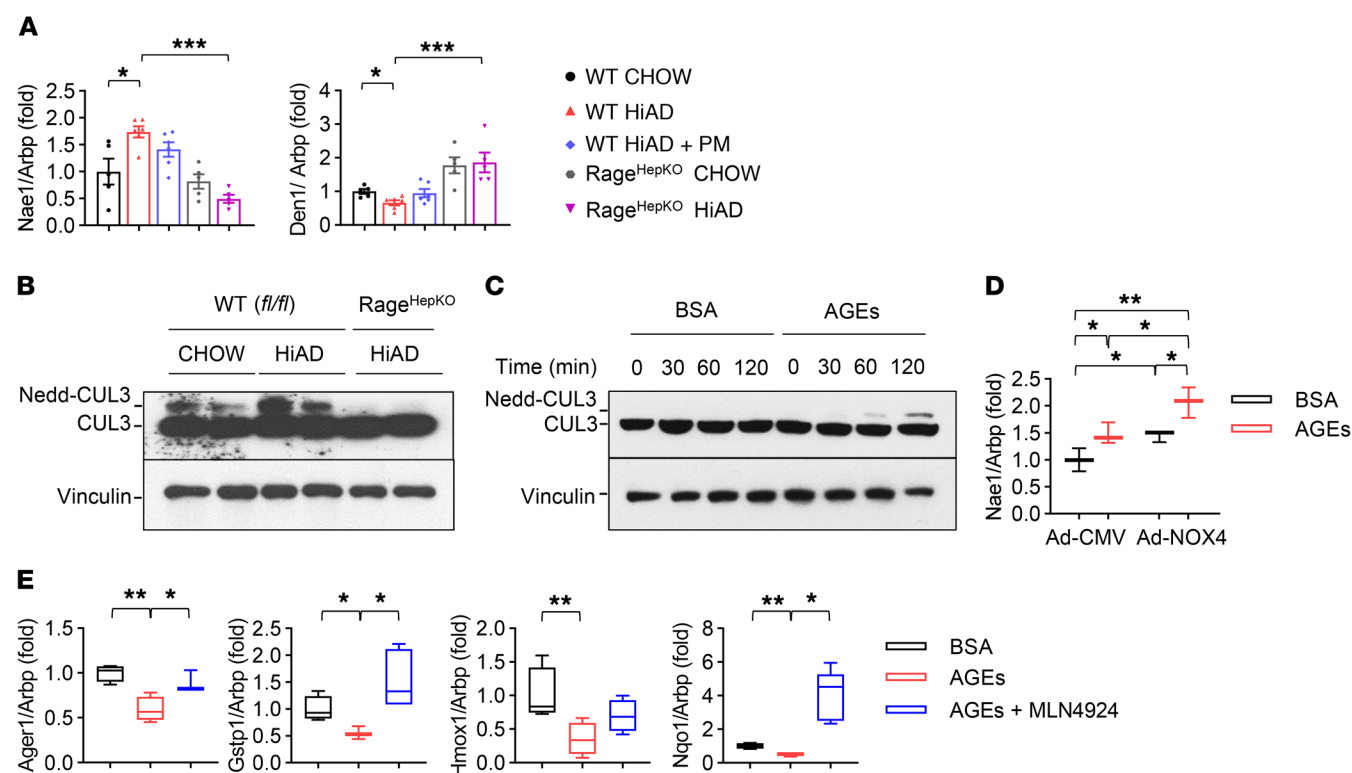 A
* ***
* ***
Nae1/Arbp (fold)
2.5
2.0
1.5
1.0
0.5
0.0
Den1/ Arbp (fold)
4
2
1
0
WT CHOW
WT HiAD
WT HiAD + PM
Rage^HepKO CHOW
Rage^HepKO HiAD
B
WT (fl/fl) Rage^HepKO
CHOW HiAD HiAD
Nedd-CUL3
CUL3
Vinculin
C
BSA AGEs
Time (min) 0 30 60 120 0 30 60 120
Nedd-CUL3
CUL3
Vinculin
D
**
* *
* *
Nae1/Arbp (fold)
2.5
2.0
1.5
1.0
0.5
0.0
Ad-CMV Ad-NOX4
BSA
AGEs
E
** *
Ager1/Arbp (fold)
1.5
1.0
0.5
0.0
* *
Gstp1/Arbp (fold)
2.5
2.0
1.5
1.0
0.5
0.0
**
Hmox1/Arbp (fold)
2.0
1.5
1.0
0.5
0.0
** *
Nqo1/Arbp (fold)
8
6
4
2
0
BSA
AGEs
AGEs + MLN4924